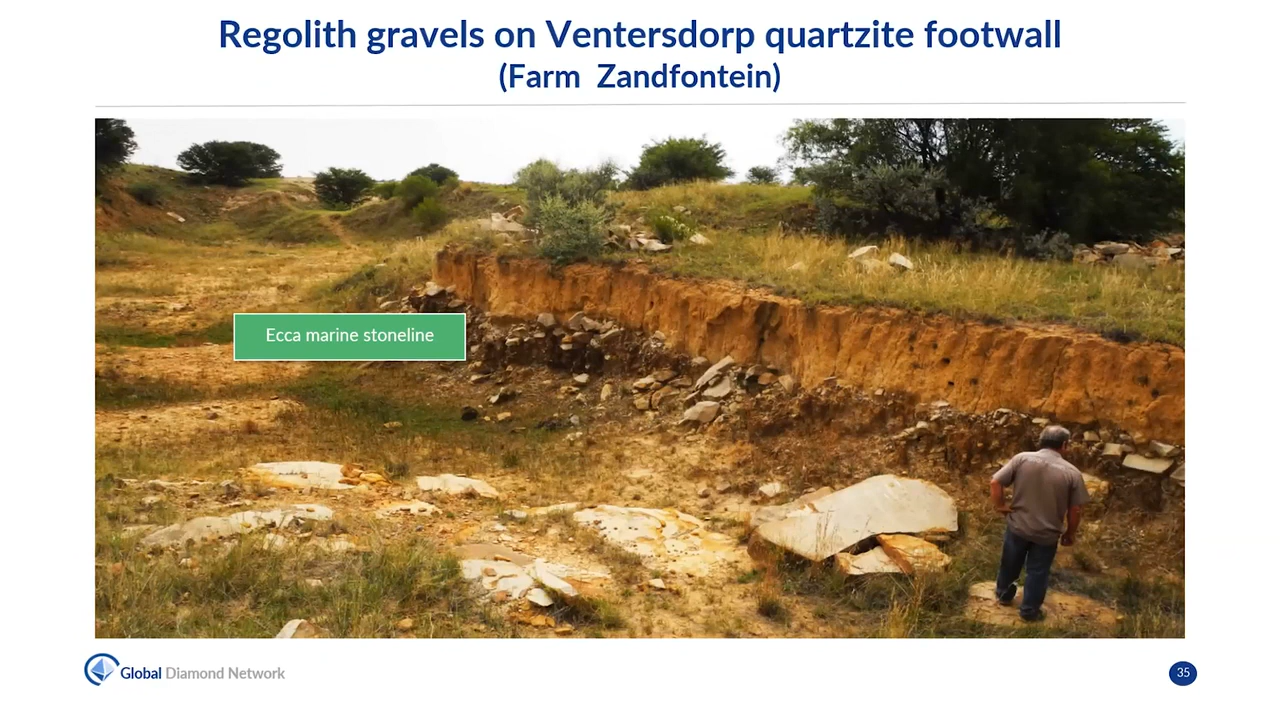 Regolith gravels on Ventersdorp quartzite footwall
(Farm Zandfontein)
Ecca marine stoneline
Global Diamond Network
35